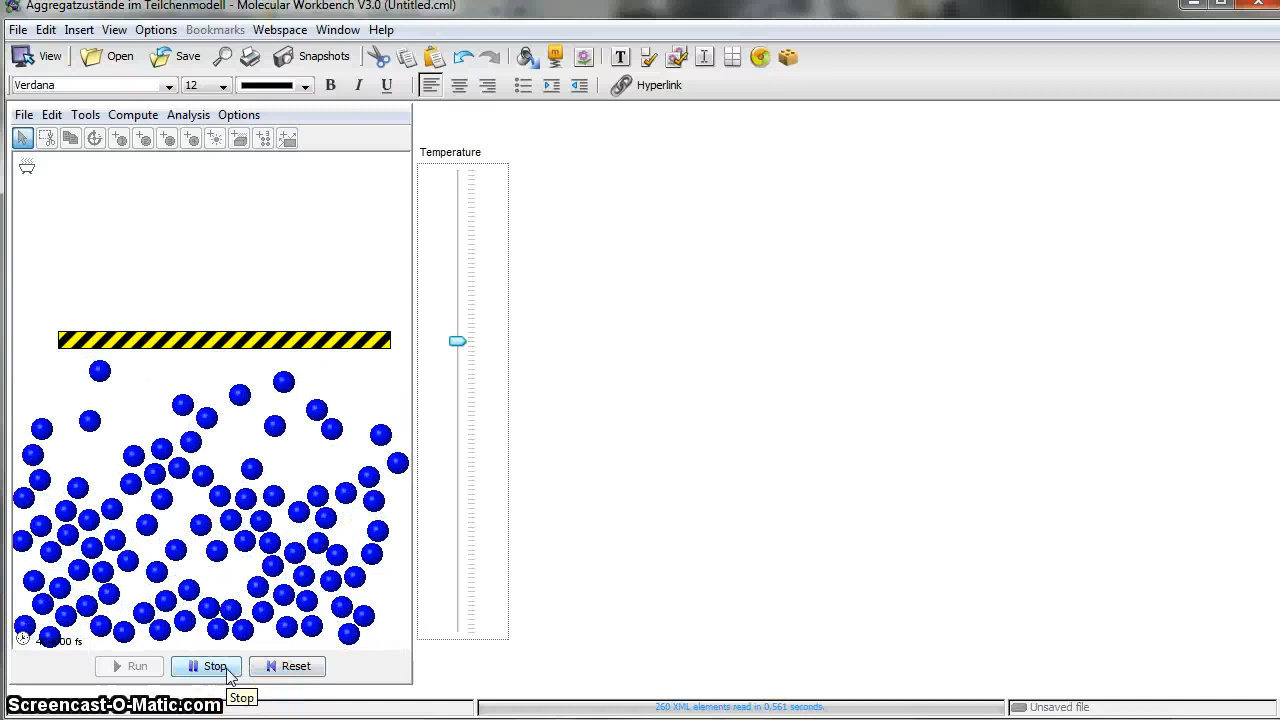 Aggregatzustände im Teilchenmodell - Molecular Workbench V3.0 (Untitled.cml)
File Edit Insert View Options Bookmarks Webspace Window Help
View Open Save Snapshots
Verdana 12 B I U Hyperlink
File Edit Tools Compute Analysis Options
Temperature
0 fs
Run Stop Reset
Stop
Screencast-O-Matic.com
260 XML elements read in 0,561 seconds.
Unsaved file